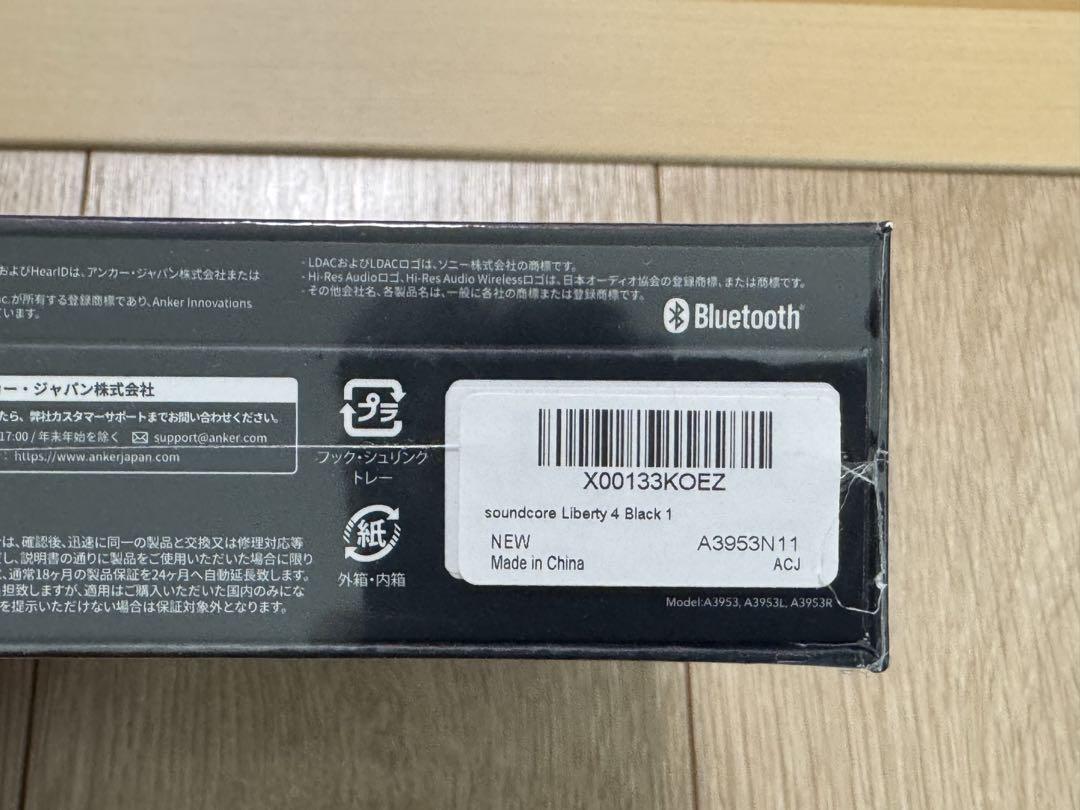 およびHearIDは、アンカー・ジャパン株式会社または
が所有する登録商標であり、Anker Innovations
います。
・LDACおよびLDACロゴは、ソニー株式会社の商標です。
・Hi-Res Audioロゴ、Hi-Res Audio Wirelessロゴは、日本オーディオ協会の登録商標、または商標です。
・その他会社名、各製品名は、一般に各社の商標または登録商標です。
Bluetooth®
カー・ジャパン株式会社
たら、弊社カスタマーサポートまでお問い合わせください。
17:00 / 年末年始を除く support@anker.com
: https://www.ankerjapan.com
プラ
フック・シュリンク
トレー
紙
外箱・内箱
X00133KOEZ
soundcore Liberty 4 Black 1
NEW A3953N11
Made in China ACJ
Model:A3953, A3953L, A3953R
は、確認後、迅速に同一の製品と交換又は修理対応等
し、説明書の通りに製品をご使用いただいた場合に限り
、通常18ヶ月の製品保証を24ヶ月へ自動延長致します。
担致しますが、適用はご購入いただいた国内のみにな
を提示いただけない場合は保証対象外となります。